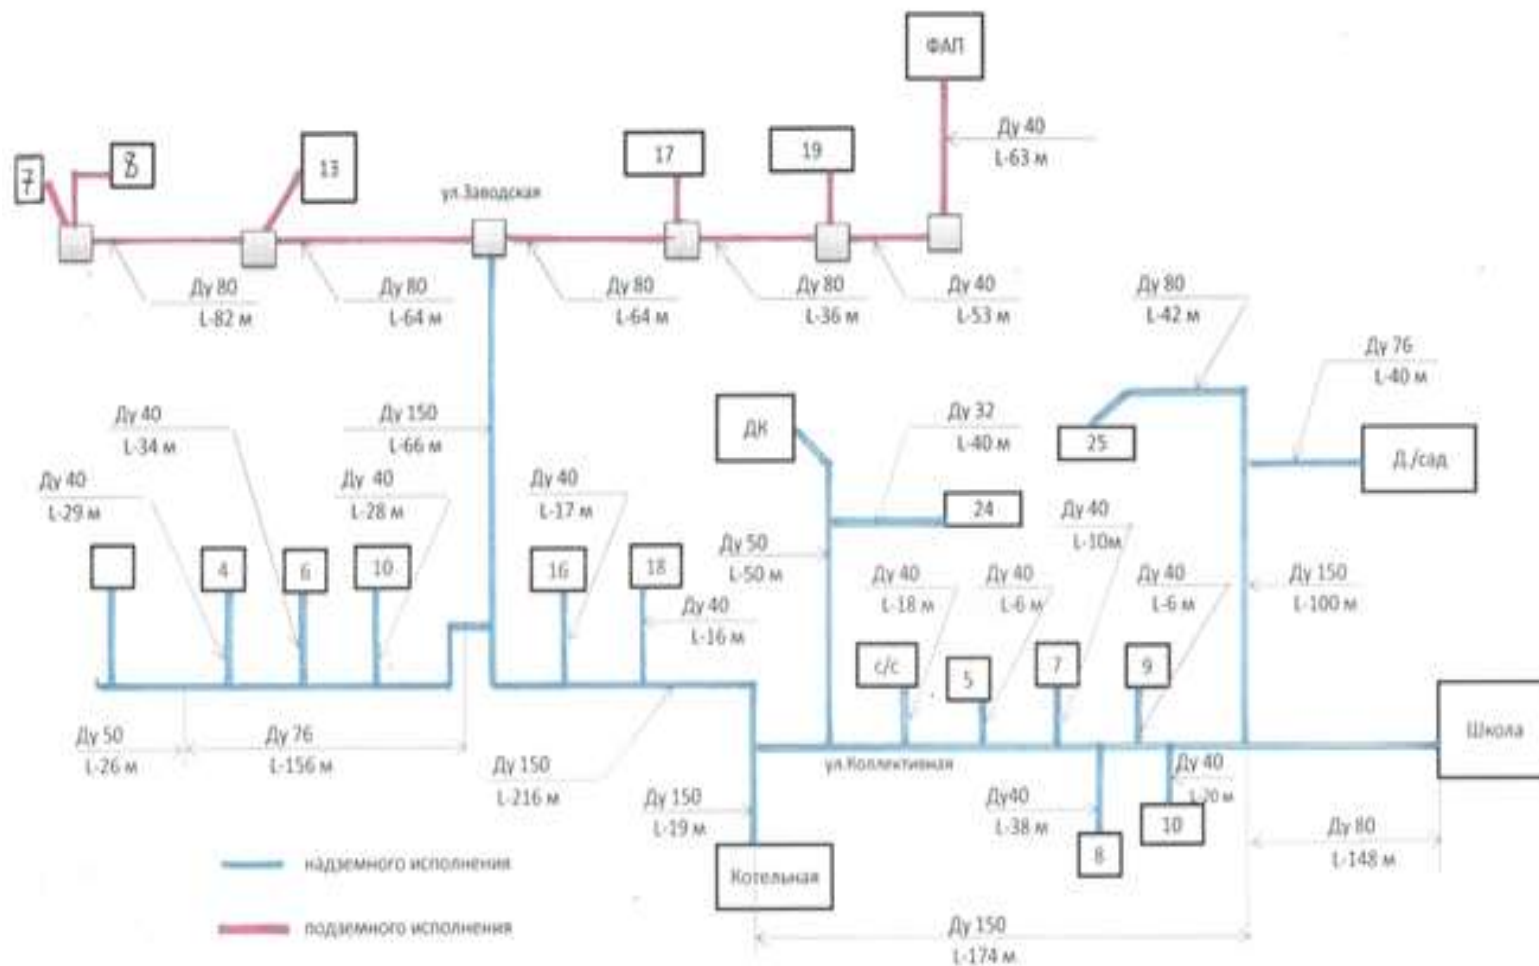 ФАП
Ду 40
L-63 м
7
8
13
17
19
ул.Заводская
Ду 80
L-82 м
Ду 80
L-64 м
Ду 80
L-64 м
Ду 80
L-36 м
Ду 40
L-53 м
Ду 80
L-42 м
Ду 76
L-40 м
Ду 40
L-34 м
Ду 150
L-66 м
ДК
Ду 32
L-40 м
25
Д./сад
Ду 40
L-29 м
Ду 40
L-28 м
Ду 40
L-17 м
24
Ду 40
L-10м
4
6
10
16
18
Ду 50
L-50 м
Ду 40
L-18 м
Ду 40
L-6 м
Ду 40
L-6 м
Ду 150
L-100 м
Ду 40
L-16 м
с/с
5
7
9
Ду 50
L-26 м
Ду 76
L-156 м
Ду 150
L-216 м
ул.Коллективная
Школа
Ду 150
L-19 м
Ду40
L-38 м
Ду 40
L-20 м
10
8
Ду 80
L-148 м
Котельная
надземного исполнения
подземного исполнения
Ду 150
L-174 м